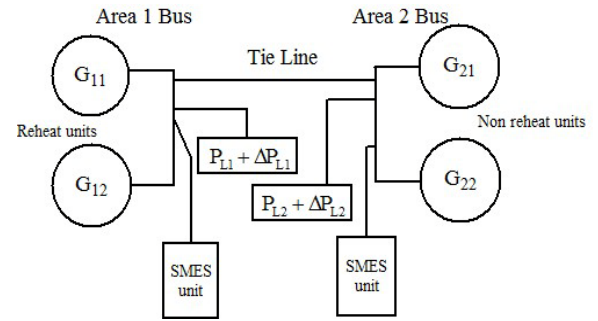 Area 1 Bus
Area 2 Bus
Tie Line
G11
G21
Reheat units
Non reheat units
PL1 + ΔPL1
G12
G22
PL2 + ΔPL2
SMES
unit
SMES
unit